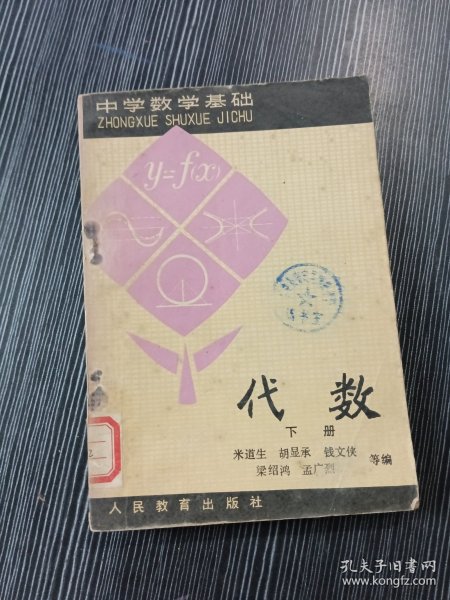 中学数学基础
ZHONGXUE SHUXUE JICHU
y=f(x)
代数
下册
米道生 胡显承 钱文侠
梁绍鸿 孟广烈 等编
人民教育出版社
孔夫子旧书网
www.kongfz.com